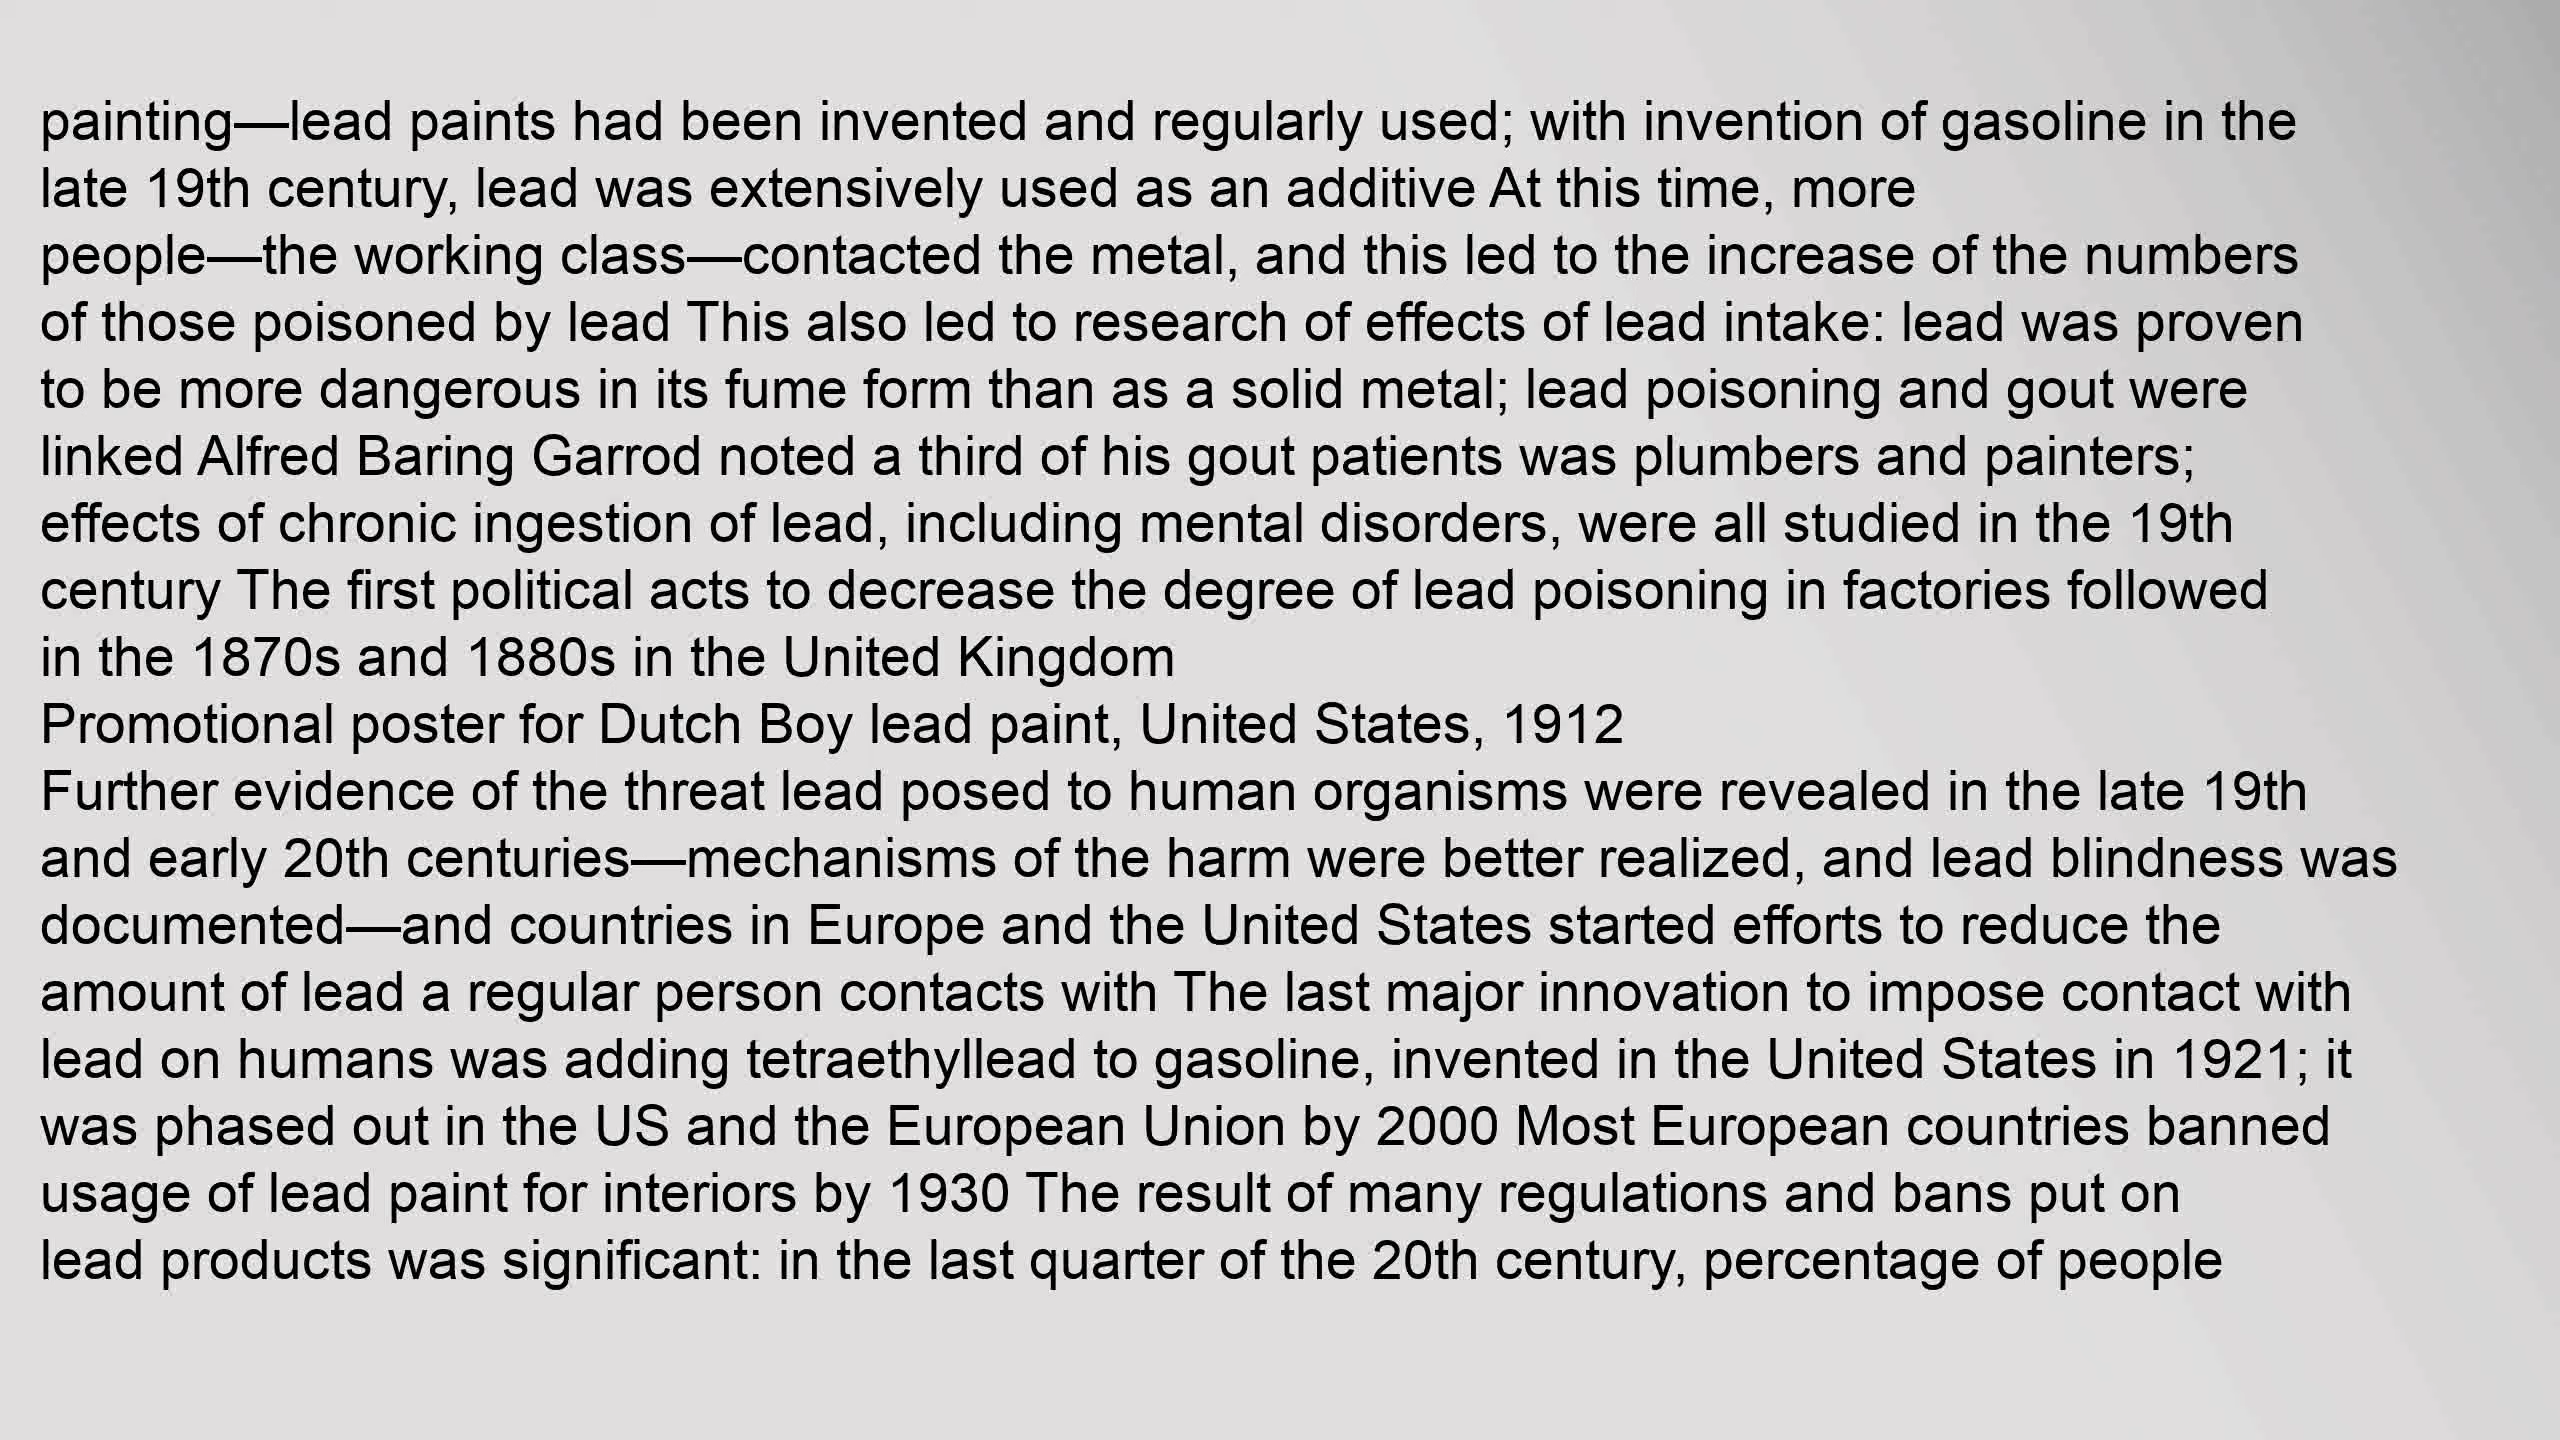 painting—lead paints had been invented and regularly used; with invention of gasoline in the
late 19th century, lead was extensively used as an additive At this time, more
people—the working class—contacted the metal, and this led to the increase of the numbers
of those poisoned by lead This also led to research of effects of lead intake: lead was proven
to be more dangerous in its fume form than as a solid metal; lead poisoning and gout were
linked Alfred Baring Garrod noted a third of his gout patients was plumbers and painters;
effects of chronic ingestion of lead, including mental disorders, were all studied in the 19th
century The first political acts to decrease the degree of lead poisoning in factories followed
in the 1870s and 1880s in the United Kingdom
Promotional poster for Dutch Boy lead paint, United States, 1912
Further evidence of the threat lead posed to human organisms were revealed in the late 19th
and early 20th centuries—mechanisms of the harm were better realized, and lead blindness was
documented—and countries in Europe and the United States started efforts to reduce the
amount of lead a regular person contacts with The last major innovation to impose contact with
lead on humans was adding tetraethyllead to gasoline, invented in the United States in 1921; it
was phased out in the US and the European Union by 2000 Most European countries banned
usage of lead paint for interiors by 1930 The result of many regulations and bans put on
lead products was significant: in the last quarter of the 20th century, percentage of people